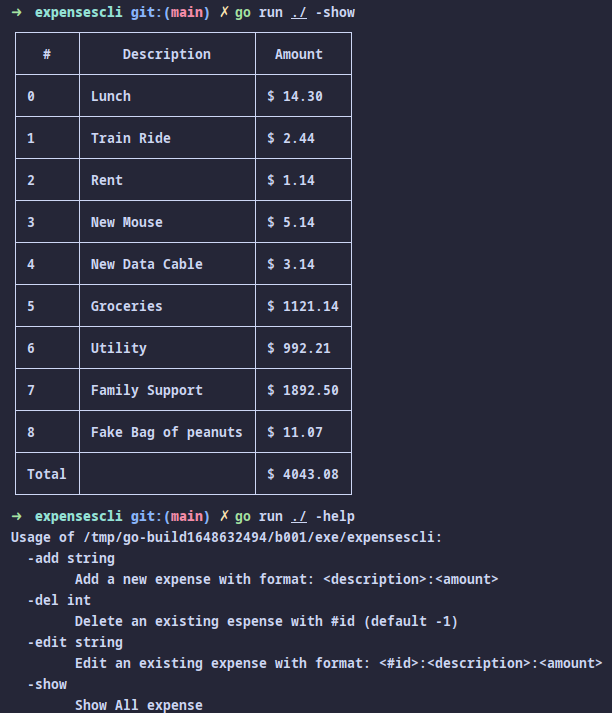 ➜ expensescli git:(main) ✗ go run ./ -show
# Description Amount
0 Lunch $ 14.30
1 Train Ride $ 2.44
2 Rent $ 1.14
3 New Mouse $ 5.14
4 New Data Cable $ 3.14
5 Groceries $ 1121.14
6 Utility $ 992.21
7 Family Support $ 1892.50
8 Fake Bag of peanuts $ 11.07
Total $ 4043.08
➜ expensescli git:(main) ✗ go run ./ -help
Usage of /tmp/go-build1648632494/b001/exe/expensescli:
-add string
Add a new expense with format: <description>:<amount>
-del int
Delete an existing espense with #id (default -1)
-edit string
Edit an existing expense with format: <#id>:<description>:<amount>
-show
Show All expense